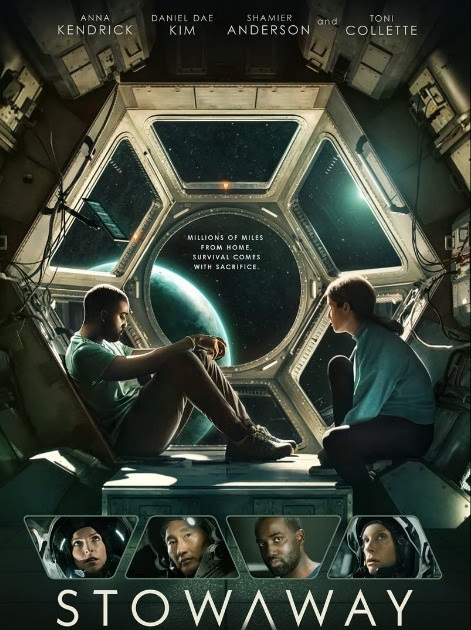 ANNA KENDRICK
DANIEL DAE KIM
SHAMIER ANDERSON
and
TONI COLLETTE
MILLIONS OF MILES
FROM HOME,
SURVIVAL COMES
WITH SACRIFICE.
STOWAWAY